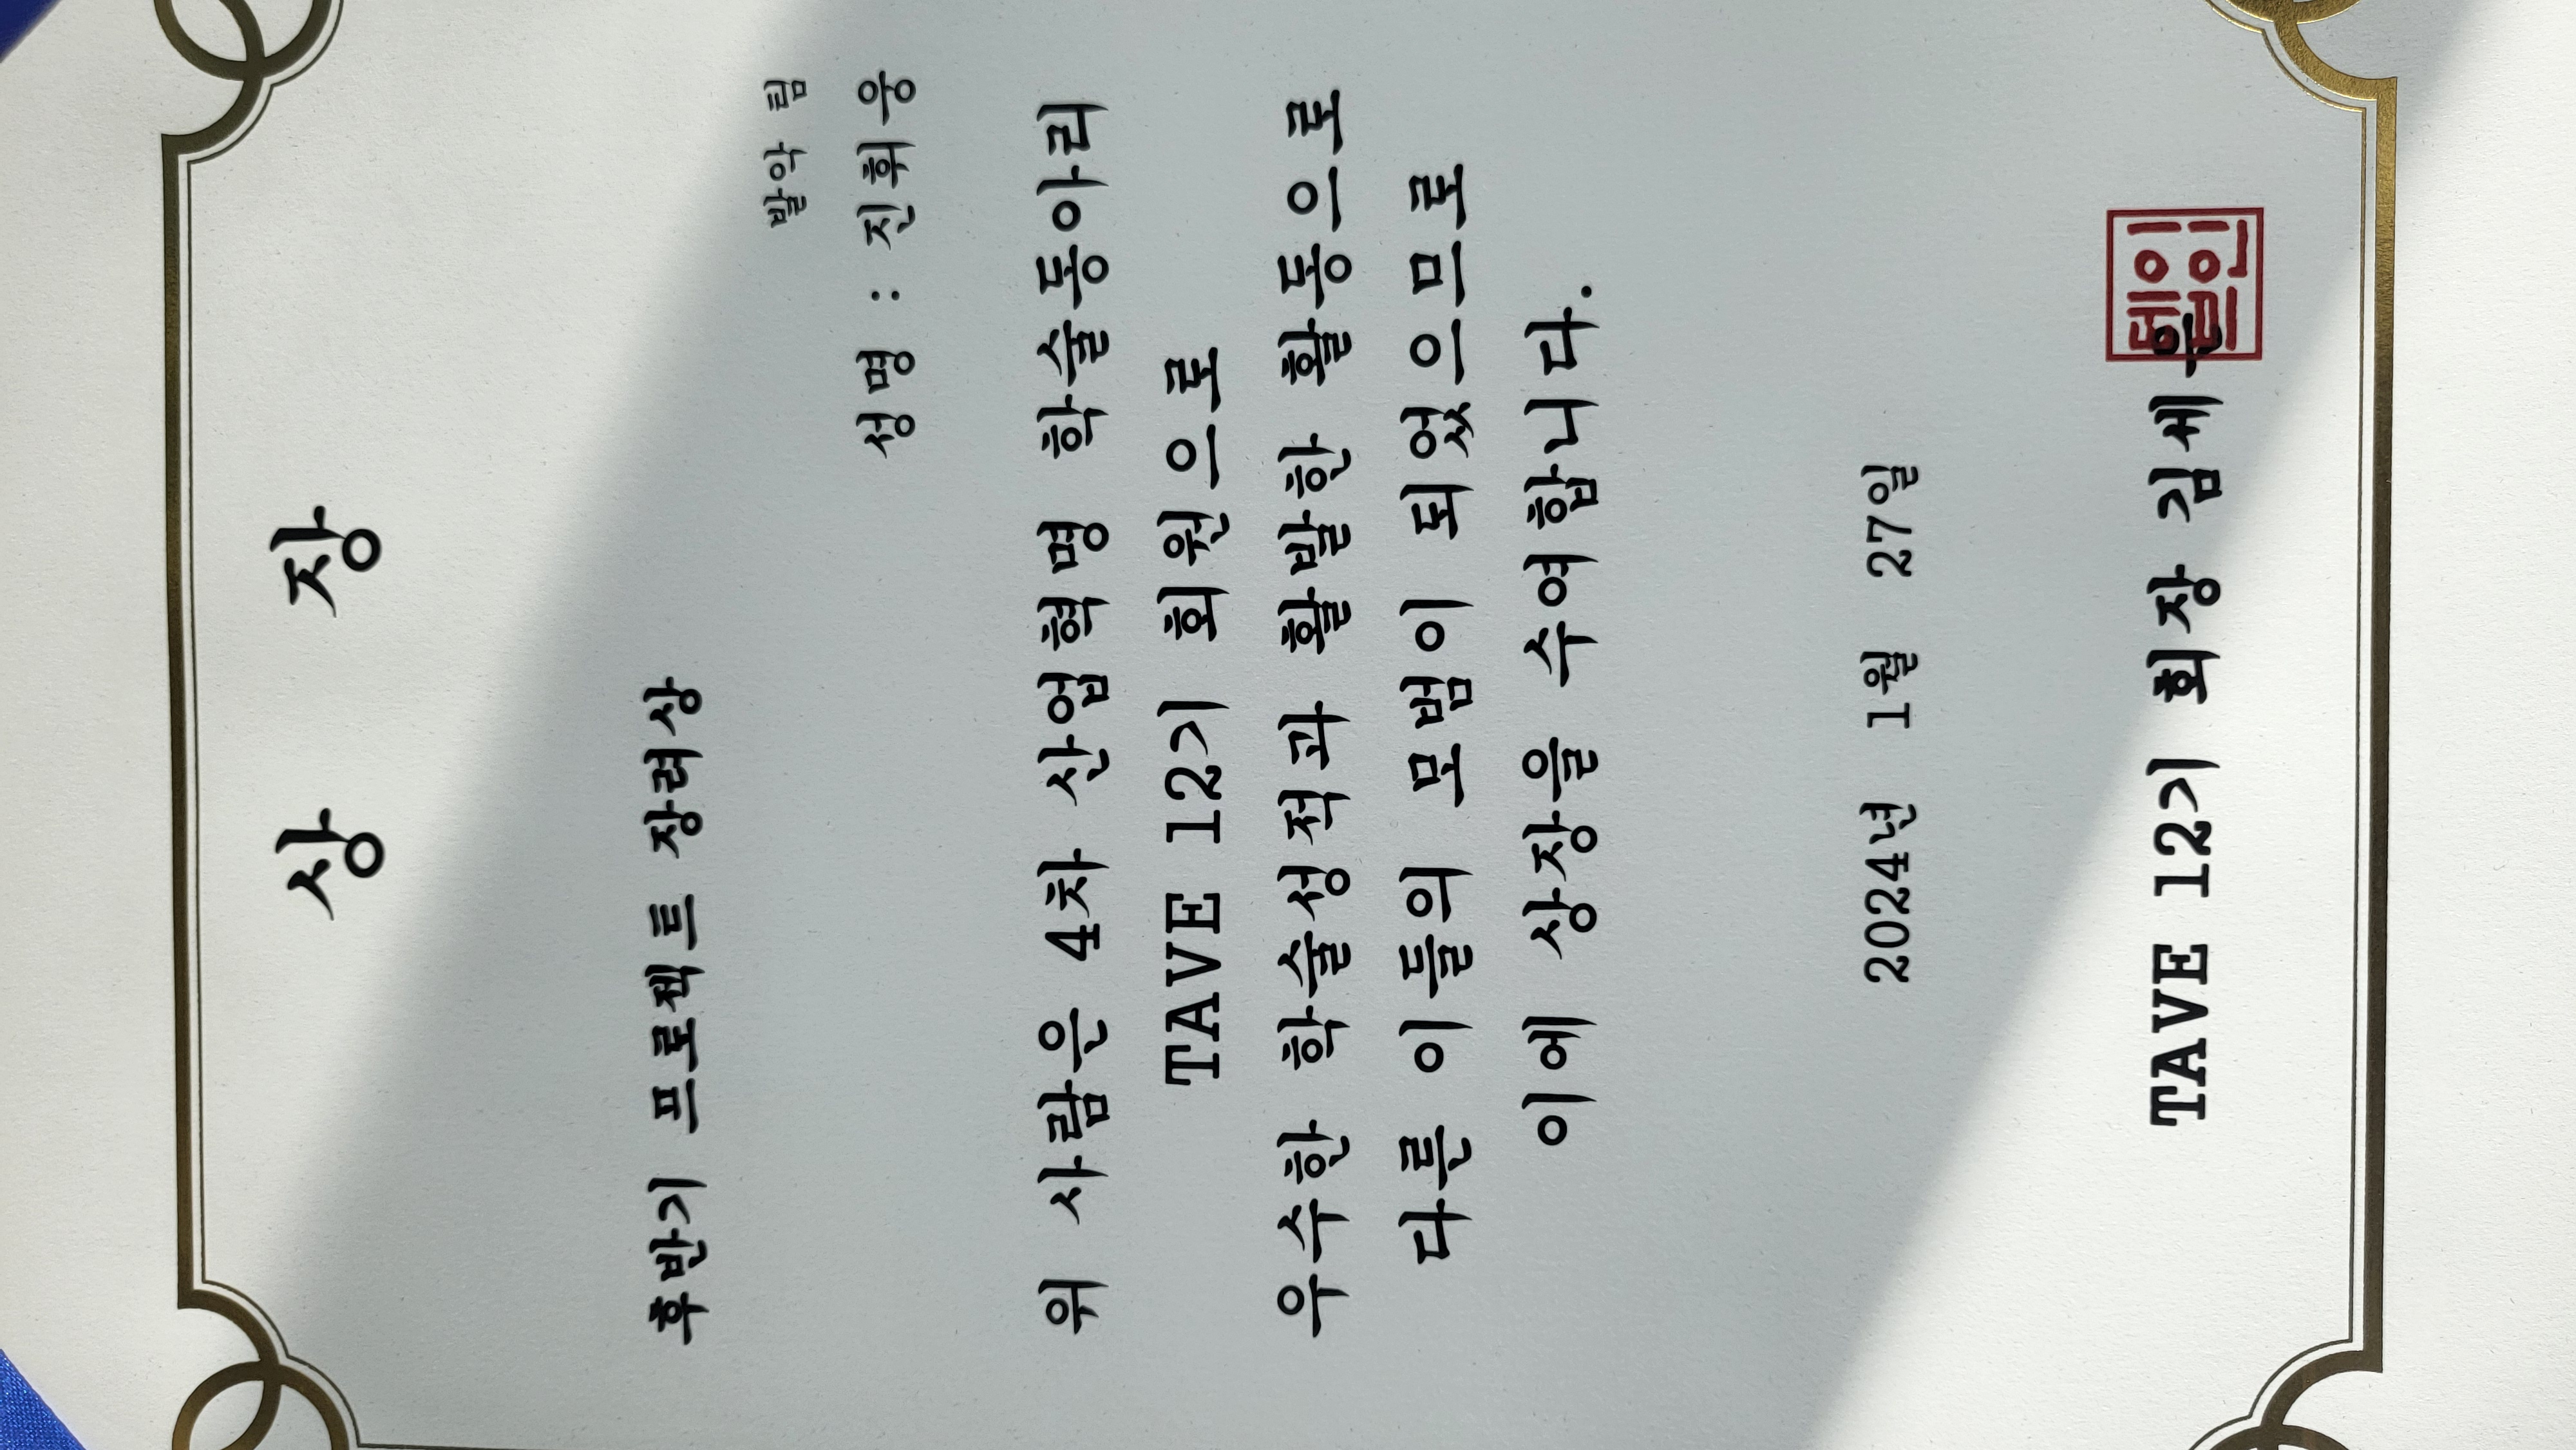 상 장
후반기 프로젝트 장려상
발악 팀
성명 : 진휘웅
위 사람은 4차 산업혁명 학술동아리
TAVE 12기 회원으로
우수한 학술성적과 활발한 활동으로
다른 이들의 모범이 되었으므로
이에 상장을 수여합니다.
2024년 1월 27일
TAVE 12기 회장
테이
브인